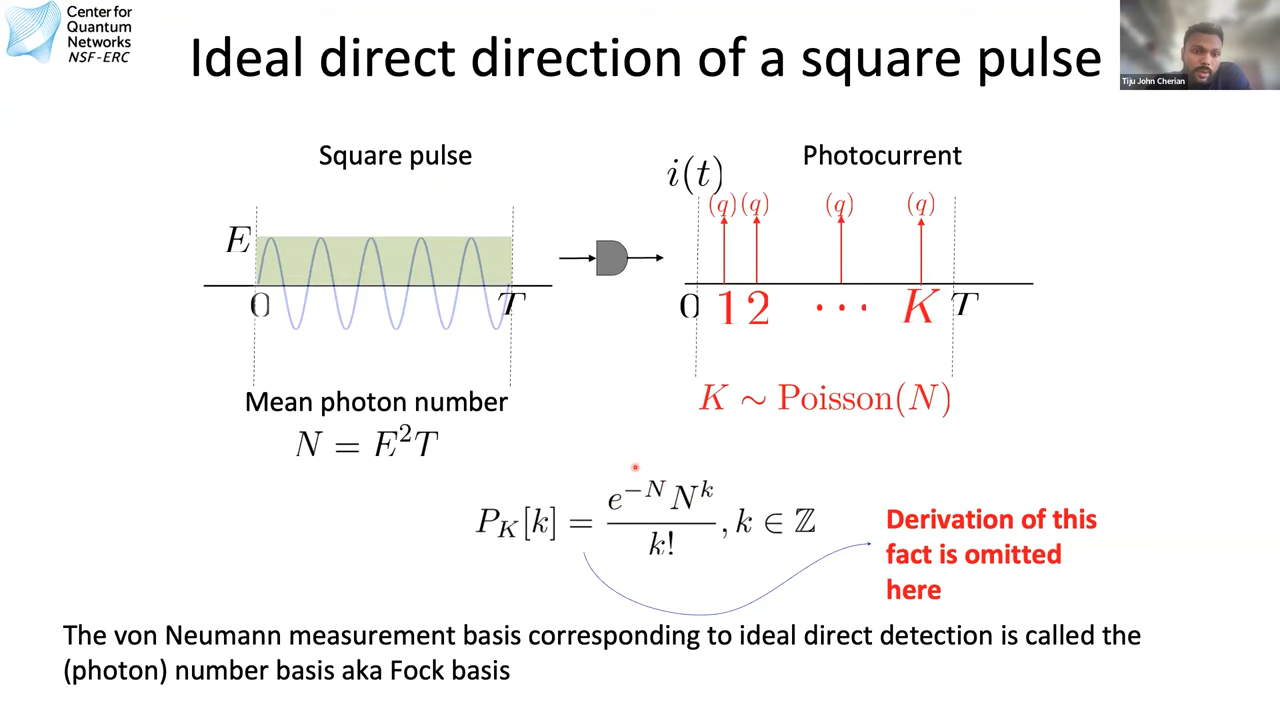 Center for
Quantum
Networks
NSF-ERC
Ideal direct direction of a square pulse
Tiju John Cherian
Square pulse
Photocurrent
i(t)
(q) (q) (q) (q)
E
0 T
0 1 2 ... K T
Mean photon number
N = E²T
K ~ Poisson(N)
P_K[k] = e^{-N} N^k / k! , k ∈ ℤ
Derivation of this
fact is omitted
here
The von Neumann measurement basis corresponding to ideal direct detection is called the
(photon) number basis aka Fock basis